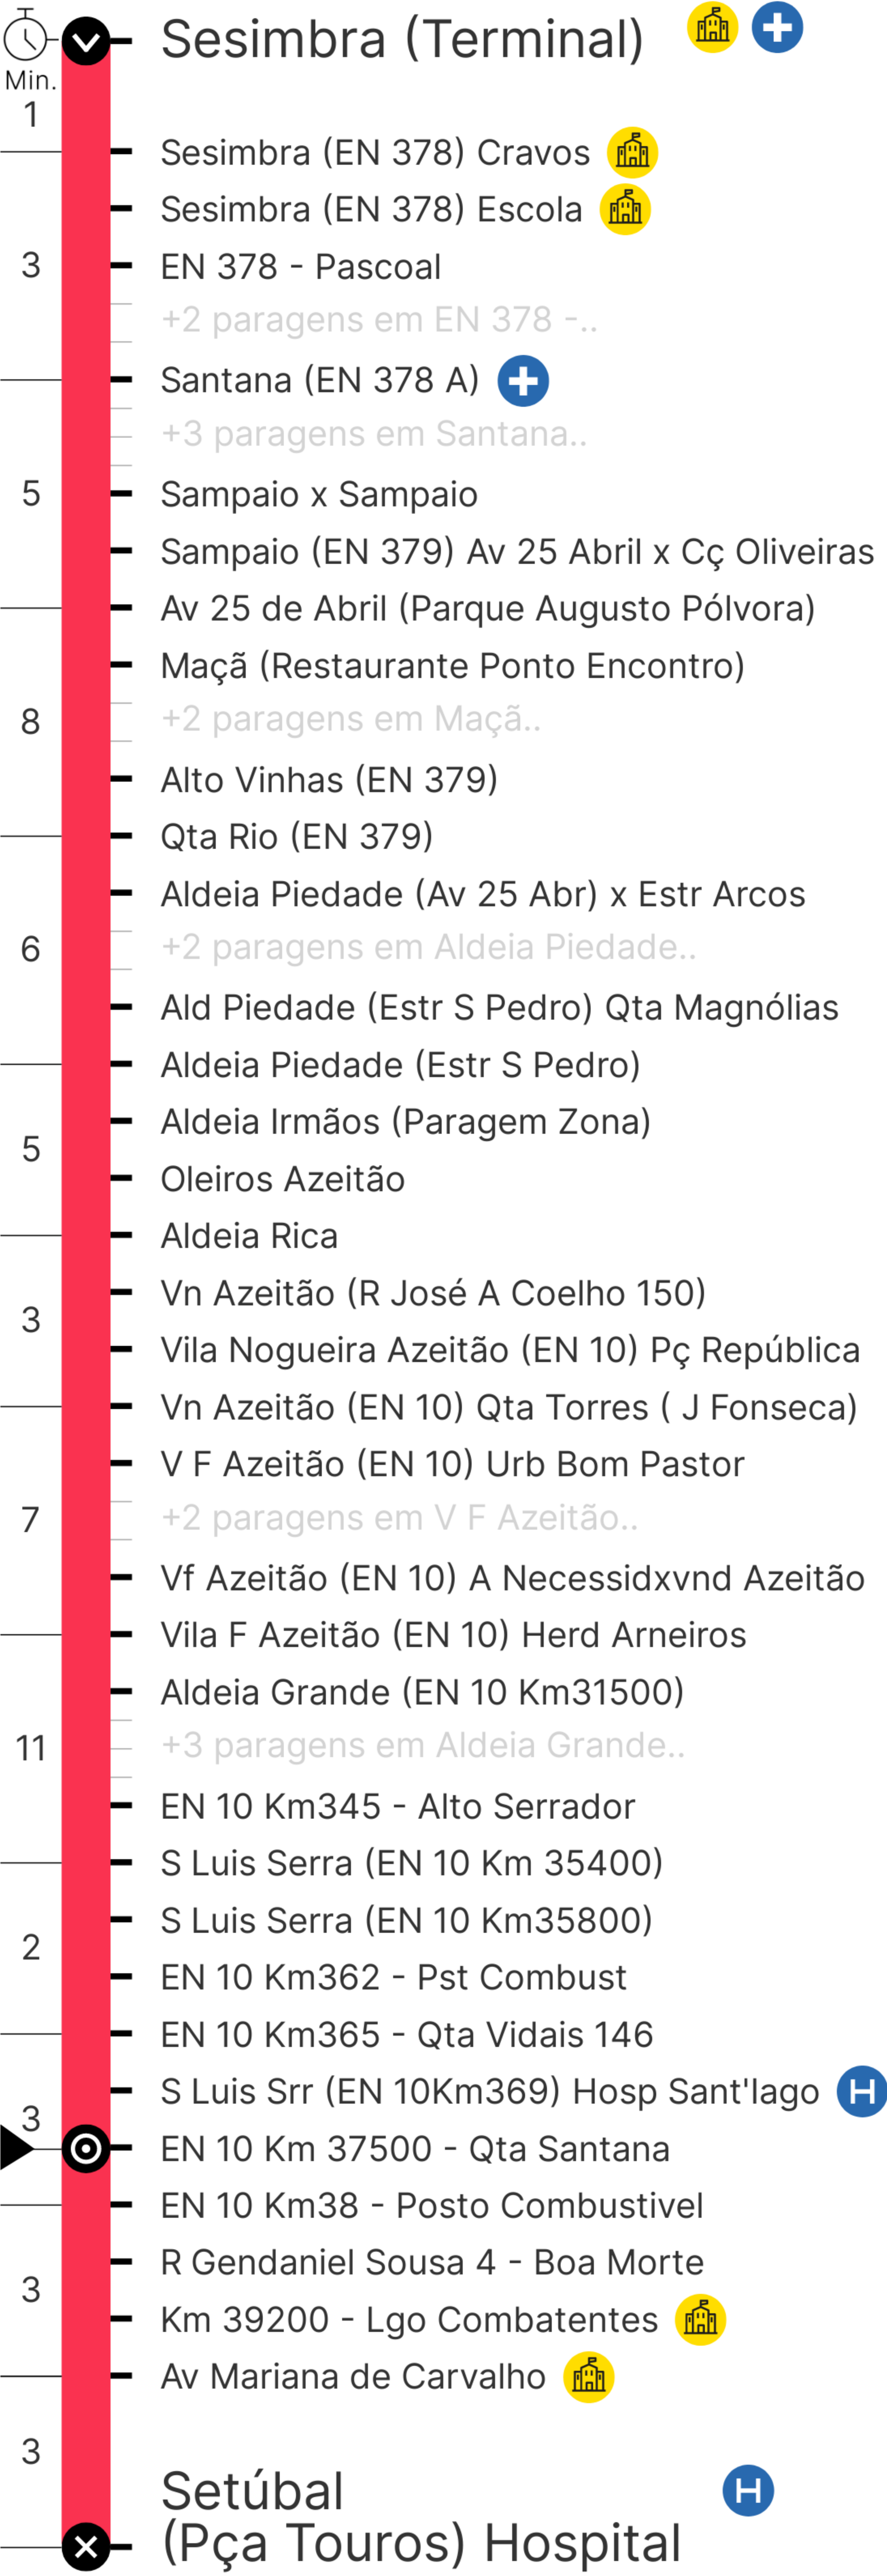 Sesimbra (Terminal)
Min.
1
Sesimbra (EN 378) Cravos
Sesimbra (EN 378) Escola
3
EN 378 - Pascoal
+2 paragens em EN 378 -..
Santana (EN 378 A)
+3 paragens em Santana..
5
Sampaio x Sampaio
Sampaio (EN 379) Av 25 Abril x Cç Oliveiras
Av 25 de Abril (Parque Augusto Pólvora)
Maçã (Restaurante Ponto Encontro)
8
+2 paragens em Maçã..
Alto Vinhas (EN 379)
Qta Rio (EN 379)
Aldeia Piedade (Av 25 Abr) x Estr Arcos
6
+2 paragens em Aldeia Piedade..
Ald Piedade (Estr S Pedro) Qta Magnólias
Aldeia Piedade (Estr S Pedro)
Aldeia Irmãos (Paragem Zona)
5
Oleiros Azeitão
Aldeia Rica
Vn Azeitão (R José A Coelho 150)
3
Vila Nogueira Azeitão (EN 10) Pç República
Vn Azeitão (EN 10) Qta Torres ( J Fonseca)
V F Azeitão (EN 10) Urb Bom Pastor
7
+2 paragens em V F Azeitão..
Vf Azeitão (EN 10) A Necessidxvnd Azeitão
Vila F Azeitão (EN 10) Herd Arneiros
Aldeia Grande (EN 10 Km31500)
11
+3 paragens em Aldeia Grande..
EN 10 Km345 - Alto Serrador
S Luis Serra (EN 10 Km 35400)
S Luis Serra (EN 10 Km35800)
2
EN 10 Km362 - Pst Combust
EN 10 Km365 - Qta Vidais 146
S Luis Srr (EN 10Km369) Hosp Sant'Iago
H
3
EN 10 Km 37500 - Qta Santana
EN 10 Km38 - Posto Combustivel
R Gendaniel Sousa 4 - Boa Morte
3
Km 39200 - Lgo Combatentes
Av Mariana de Carvalho
3
Setúbal
H
(Pça Touros) Hospital